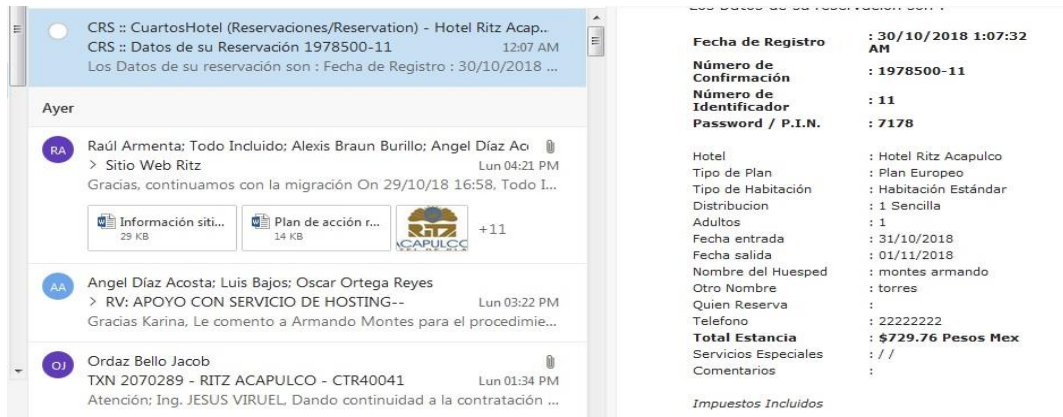 CRS :: CuartosHotel (Reservaciones/Reservation) - Hotel Ritz Acap...
CRS :: Datos de su Reservación 1978500-11 12:07 AM
Los Datos de su reservación son : Fecha de Registro : 30/10/2018 ...
Ayer
RA
Raúl Armenta; Todo Incluido; Alexis Braun Burillo; Angel Díaz Ac
> Sitio Web Ritz Lun 04:21 PM
Gracias, continuamos con la migración On 29/10/18 16:58, Todo I...
Información siti...
29 KB
Plan de acción r...
14 KB
RITZ
ACAPULCO
+11
AA
Angel Díaz Acosta; Luis Bajos; Oscar Ortega Reyes
> RV: APOYO CON SERVICIO DE HOSTING-- Lun 03:22 PM
Gracias Karina, Le comento a Armando Montes para el procedimie...
OJ
Ordaz Bello Jacob
TXN 2070289 - RITZ ACAPULCO - CTR40041 Lun 01:34 PM
Atención; Ing. JESUS VIRUEL, Dando continuidad a la contratación ...
Los Datos de su reservación son :
Fecha de Registro : 30/10/2018 1:07:32
AM
Número de
Confirmación : 1978500-11
Número de
Identificador : 11
Password / P.I.N. : 7178
Hotel : Hotel Ritz Acapulco
Tipo de Plan : Plan Europeo
Tipo de Habitación : Habitación Estándar
Distribucion : 1 Sencilla
Adultos : 1
Fecha entrada : 31/10/2018
Fecha salida : 01/11/2018
Nombre del Huesped : montes armando
Otro Nombre : torres
Quien Reserva :
Telefono : 22222222
Total Estancia : $729.76 Pesos Mex
Servicios Especiales : / /
Comentarios :
Impuestos Incluidos